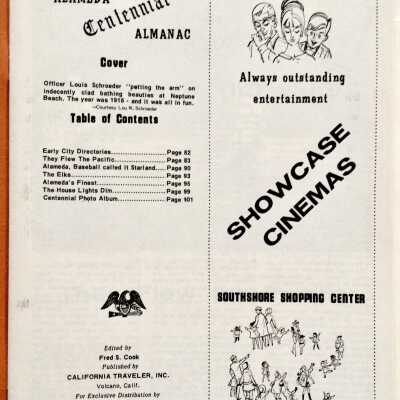 ALAMEDA
Centennial
ALMANAC
Cover
Officer Louis Schroeder "putting the arm" on
indecently clad bathing beauties at Neptune
Beach. The year was 1916 - and it was all in fun.
—Courtesy Lou R. Schroeder
Table of Contents
Early City Directories.................... Page 82
They Flew The Pacific.................... Page 83
Alameda, Baseball called it Starland..... Page 90
The Elks.................... Page 93
Alameda's Finest.................... Page 95
The House Lights Dim.................... Page 99
Centennial Photo Album.................... Page 101
Edited by
Fred S. Cook
Published by
CALIFORNIA TRAVELER, INC.
Volcano, Calif.
For Exclusive Distribution by
Always outstanding
entertainment
SHOWCASE
CINEMAS
SOUTHSHORE SHOPPING CENTER